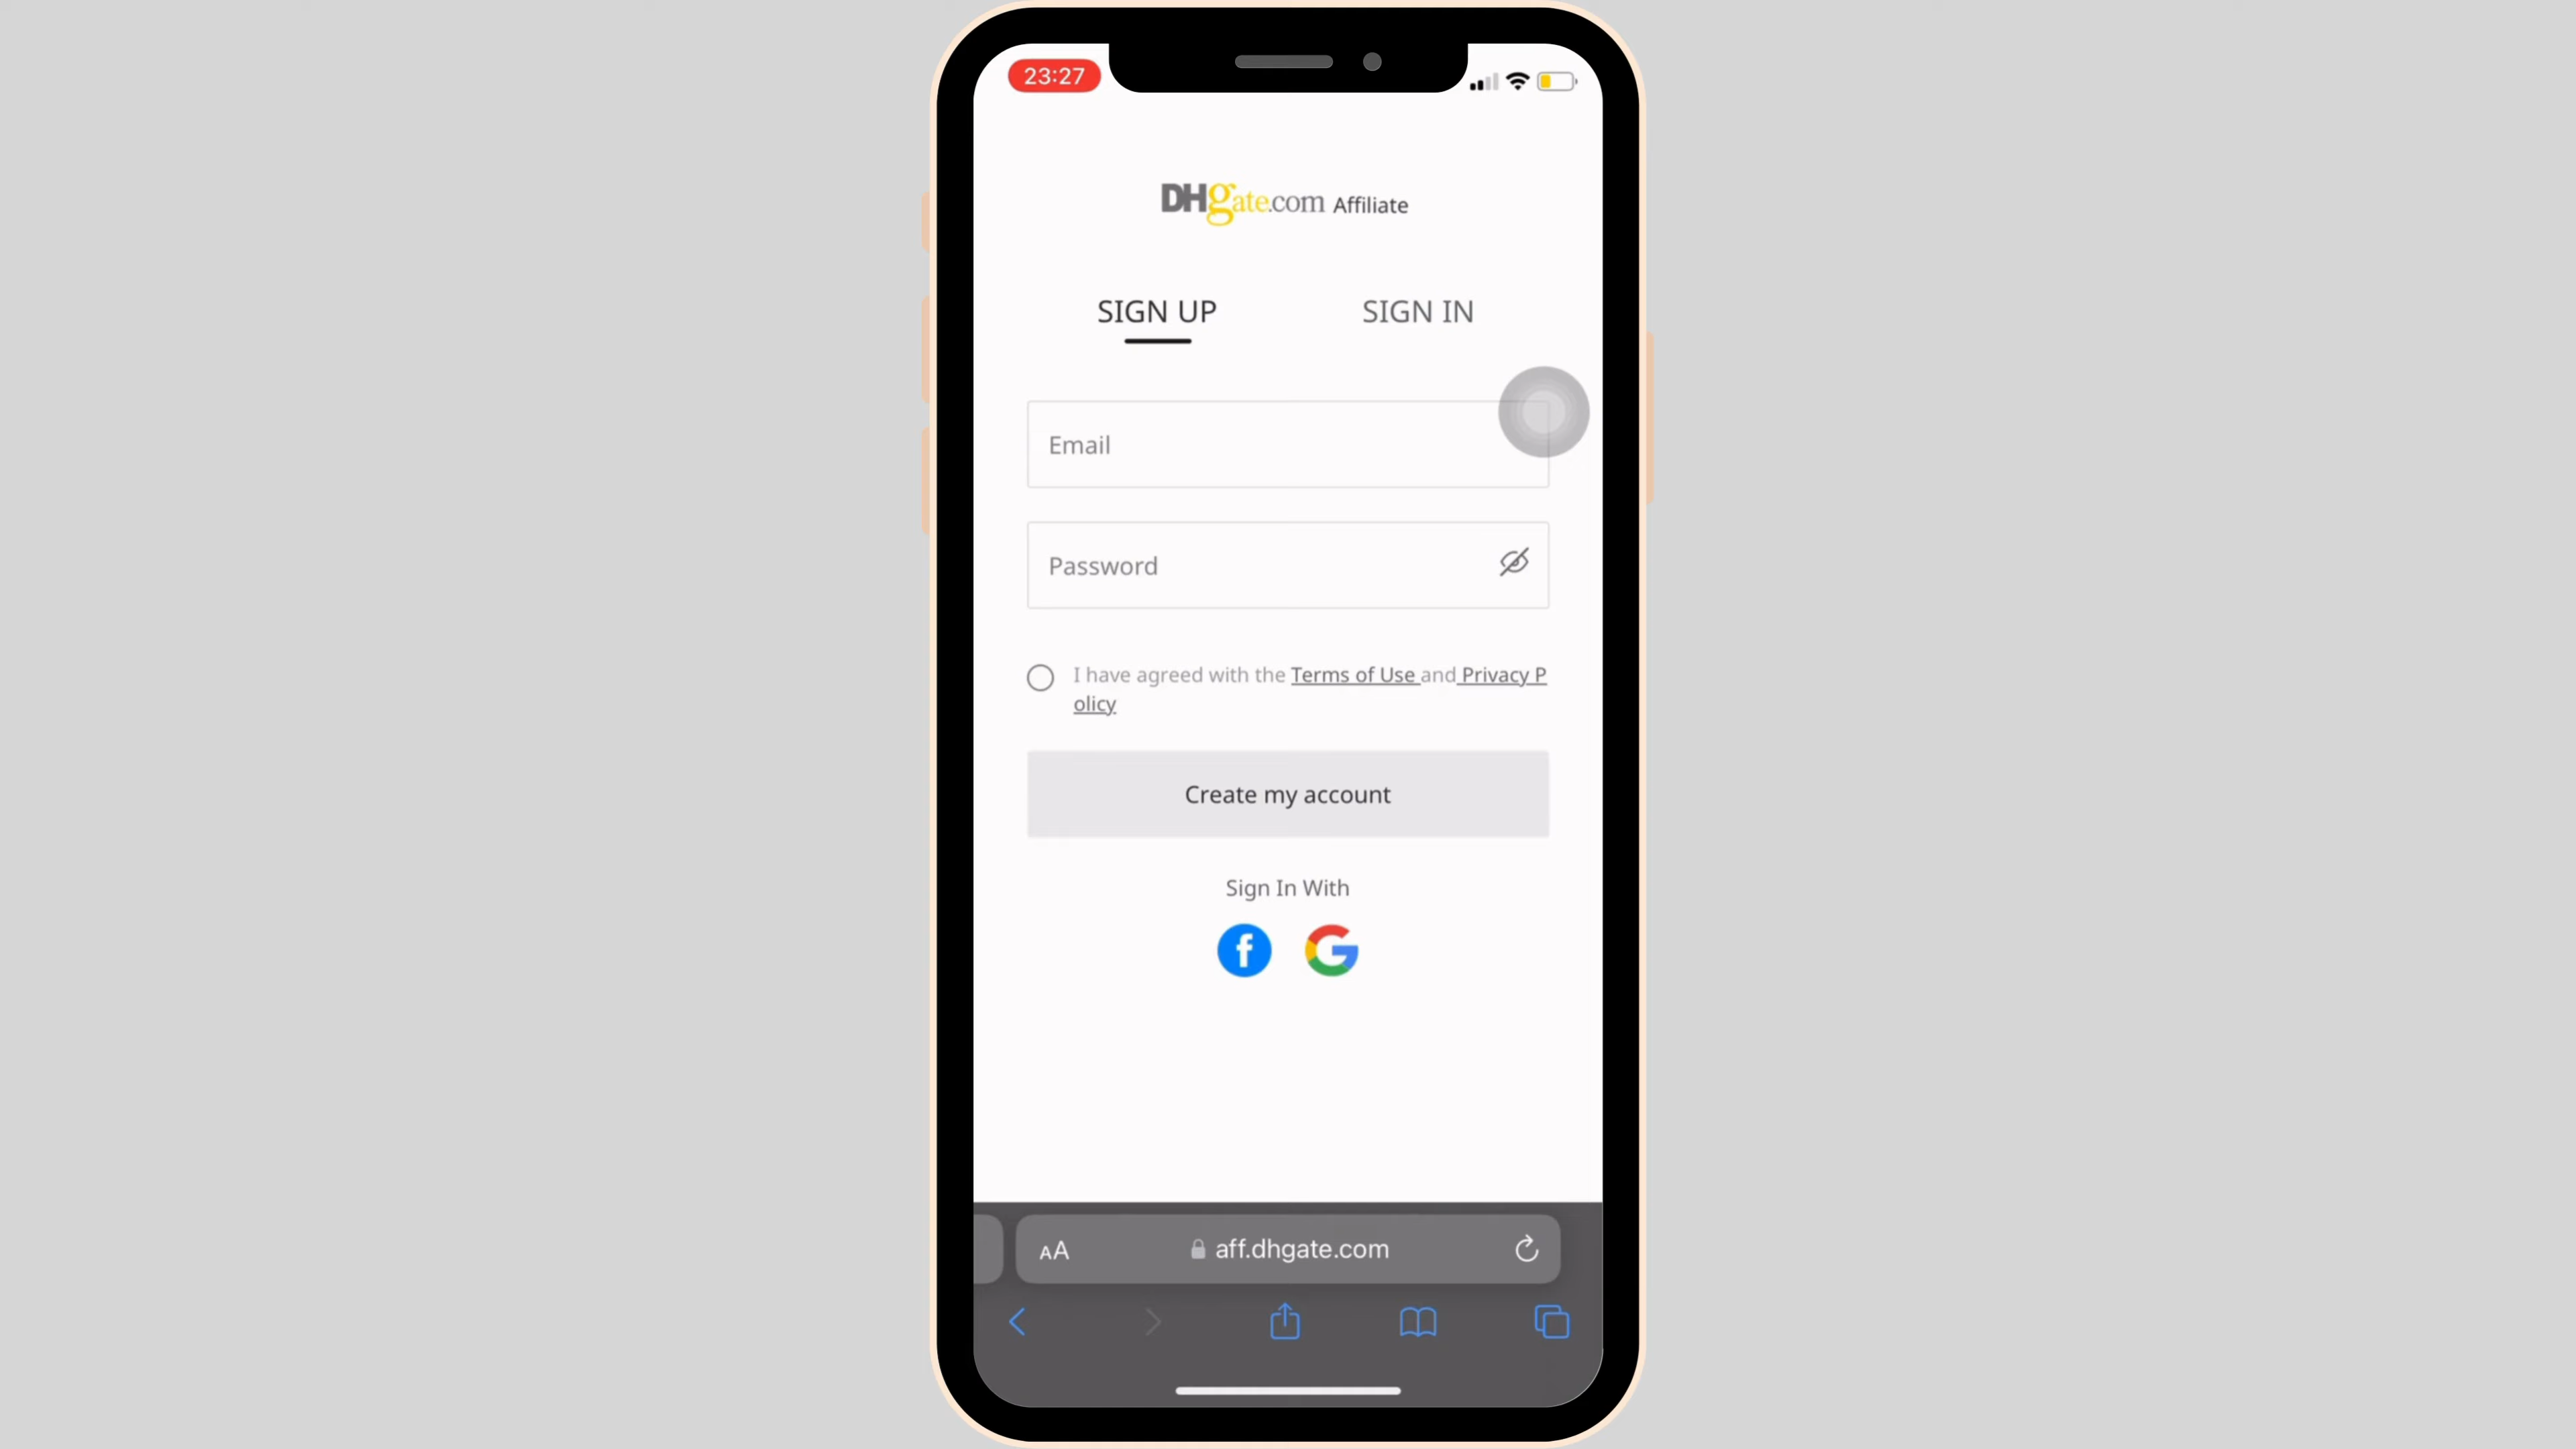 23:27
DHgate.com Affiliate
SIGN UP SIGN IN
Email
Password
I have agreed with the Terms of Use and Privacy P
olicy
Create my account
Sign In With
AA aff.dhgate.com